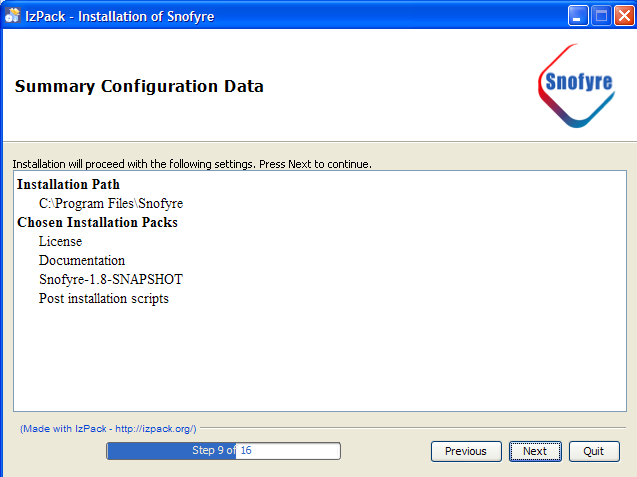 IzPack - Installation of Snofyre
Summary Configuration Data
Snofyre
Installation will proceed with the following settings. Press Next to continue.
Installation Path
C:\Program Files\Snofyre
Chosen Installation Packs
License
Documentation
Snofyre-1.8-SNAPSHOT
Post installation scripts
(Made with IzPack - http://izpack.org/)
Step 9 of 16
Previous
Next
Quit